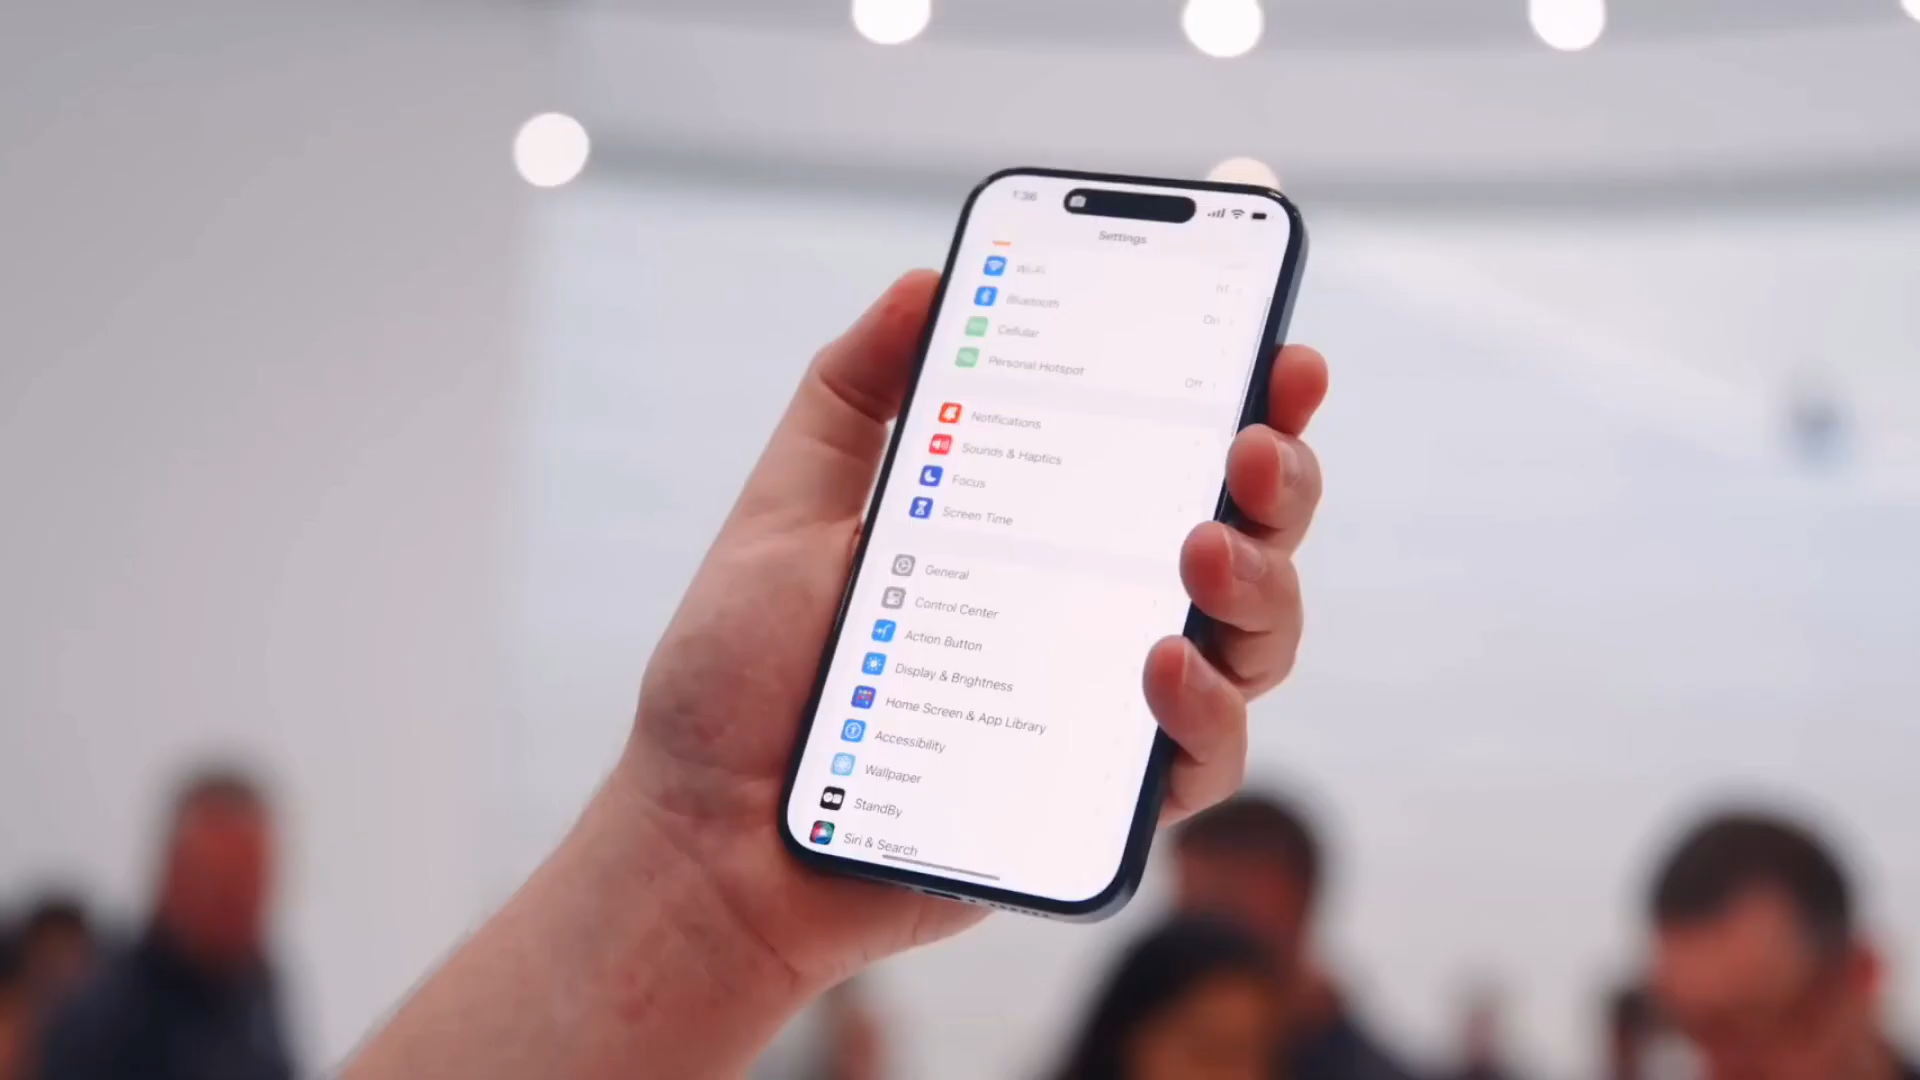 Settings
Wi-Fi
Bluetooth
On
Cellular
Personal Hotspot
Off
Notifications
Sounds & Haptics
Focus
Screen Time
General
Control Center
Action Button
Display & Brightness
Home Screen & App Library
Accessibility
Wallpaper
StandBy
Siri & Search